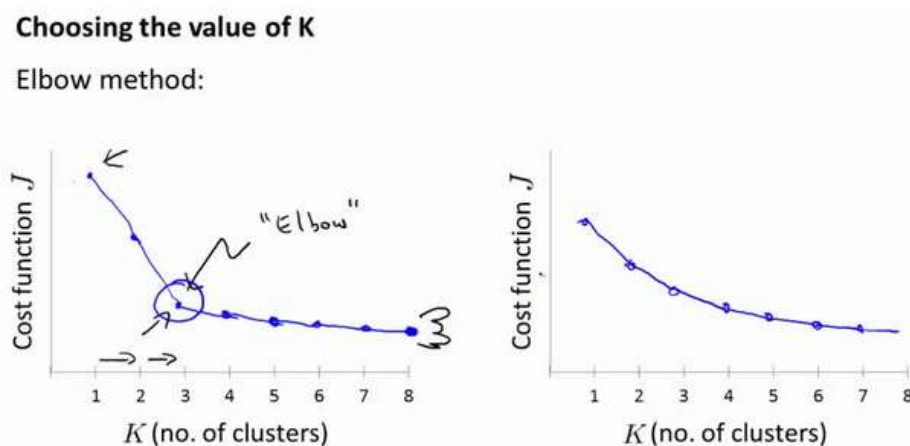 Choosing the value of K
Elbow method:
Cost function J
"Elbow"
1 2 3 4 5 6 7 8
K (no. of clusters)
Cost function J
1 2 3 4 5 6 7 8
K (no. of clusters)